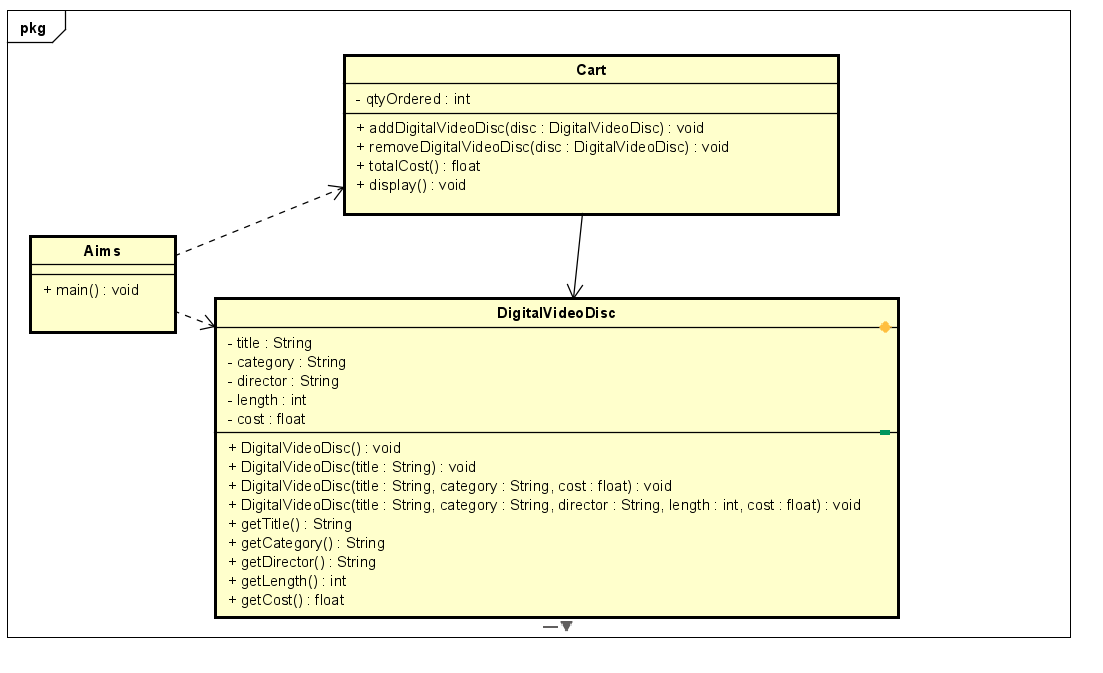 pkg
Cart
- qtyOrdered : int
+ addDigitalVideoDisc(disc : DigitalVideoDisc) : void
+ removeDigitalVideoDisc(disc : DigitalVideoDisc) : void
+ totalCost() : float
+ display() : void
Aims
+ main() : void
DigitalVideoDisc
- title : String
- category : String
- director : String
- length : int
- cost : float
+ DigitalVideoDisc() : void
+ DigitalVideoDisc(title : String) : void
+ DigitalVideoDisc(title : String, category : String, cost : float) : void
+ DigitalVideoDisc(title : String, category : String, director : String, length : int, cost : float) : void
+ getTitle() : String
+ getCategory() : String
+ getDirector() : String
+ getLength() : int
+ getCost() : float